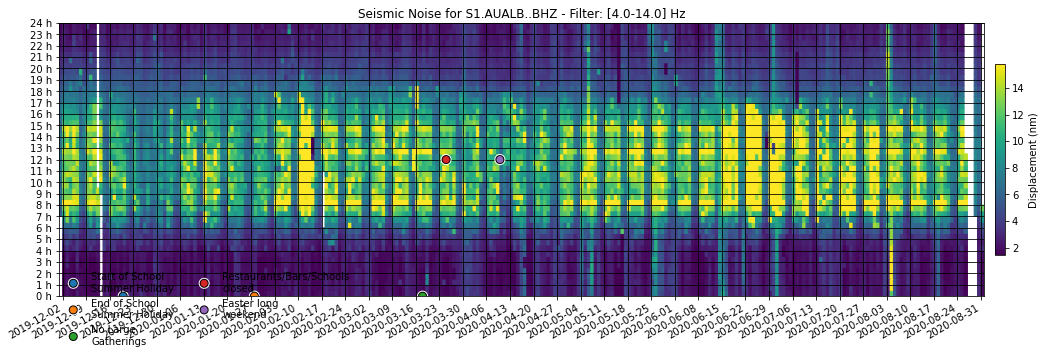 Seismic Noise for S1.AUALB..BHZ - Filter: [4.0-14.0] Hz
24 h
23 h
22 h
21 h
20 h
19 h
18 h
17 h
16 h
15 h
14 h
13 h
12 h
11 h
10 h
9 h
8 h
7 h
6 h
5 h
4 h
3 h
2 h
1 h
0 h
14
12
10
8
6
4
2
Displacement (nm)
Start of School
Summer Holiday
End of School
Summer Holiday
No Large
Gatherings
Restaurants/Bars/Schools
closed
Easter long
weekend
2019-12-02
2020-01-20
2020-01-27
2020-02-03
2020-02-10
2020-02-17
2020-02-24
2020-03-02
2020-03-09
2020-03-16
2020-03-23
2020-03-30
2020-04-06
2020-04-13
2020-04-20
2020-04-27
2020-05-04
2020-05-11
2020-05-18
2020-05-25
2020-06-01
2020-06-08
2020-06-15
2020-06-22
2020-06-29
2020-07-06
2020-07-13
2020-07-20
2020-07-27
2020-08-03
2020-08-10
2020-08-17
2020-08-24
2020-08-31